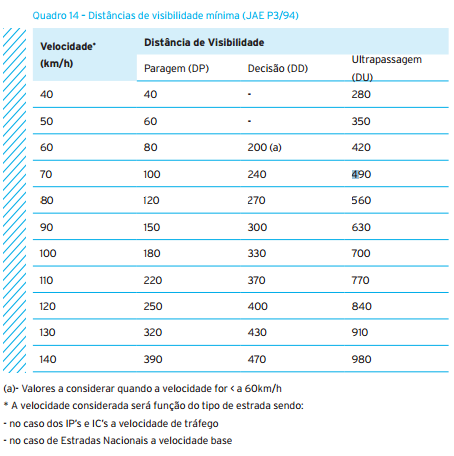 Quadro 14 - Distâncias de visibilidade mínima (JAE P3/94)
Velocidade* (km/h) Distância de Visibilidade
Paragem (DP) Decisão (DD) Ultrapassagem (DU)
40 40 - 280
50 60 - 350
60 80 200 (a) 420
70 100 240 490
80 120 270 560
90 150 300 630
100 180 330 700
110 220 370 770
120 250 400 840
130 320 430 910
140 390 470 980
(a)- Valores a considerar quando a velocidade for < a 60km/h
* A velocidade considerada será função do tipo de estrada sendo:
- no caso dos IP's e IC's a velocidade de tráfego
- no caso de Estradas Nacionais a velocidade base